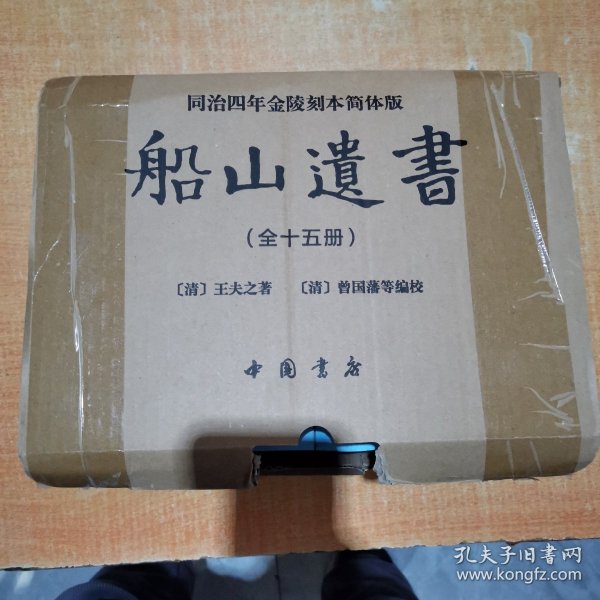 同治四年金陵刻本简体版
船山遺書
（全十五册）
〔清〕王夫之著 〔清〕曾国藩等编校
中国书店
孔夫子旧书网
www.kongfz.com